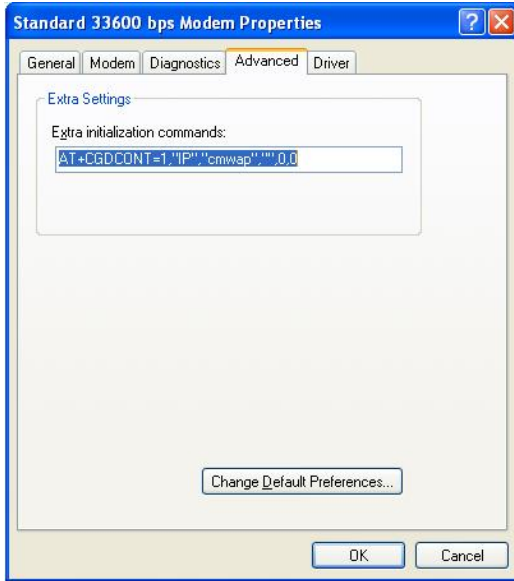 Standard 33600 bps Modem Properties
General Modem Diagnostics Advanced Driver
Extra Settings
Extra initialization commands:
AT+CGDCONT=1,"IP","cmwap","",0,0
Change Default Preferences...
OK Cancel